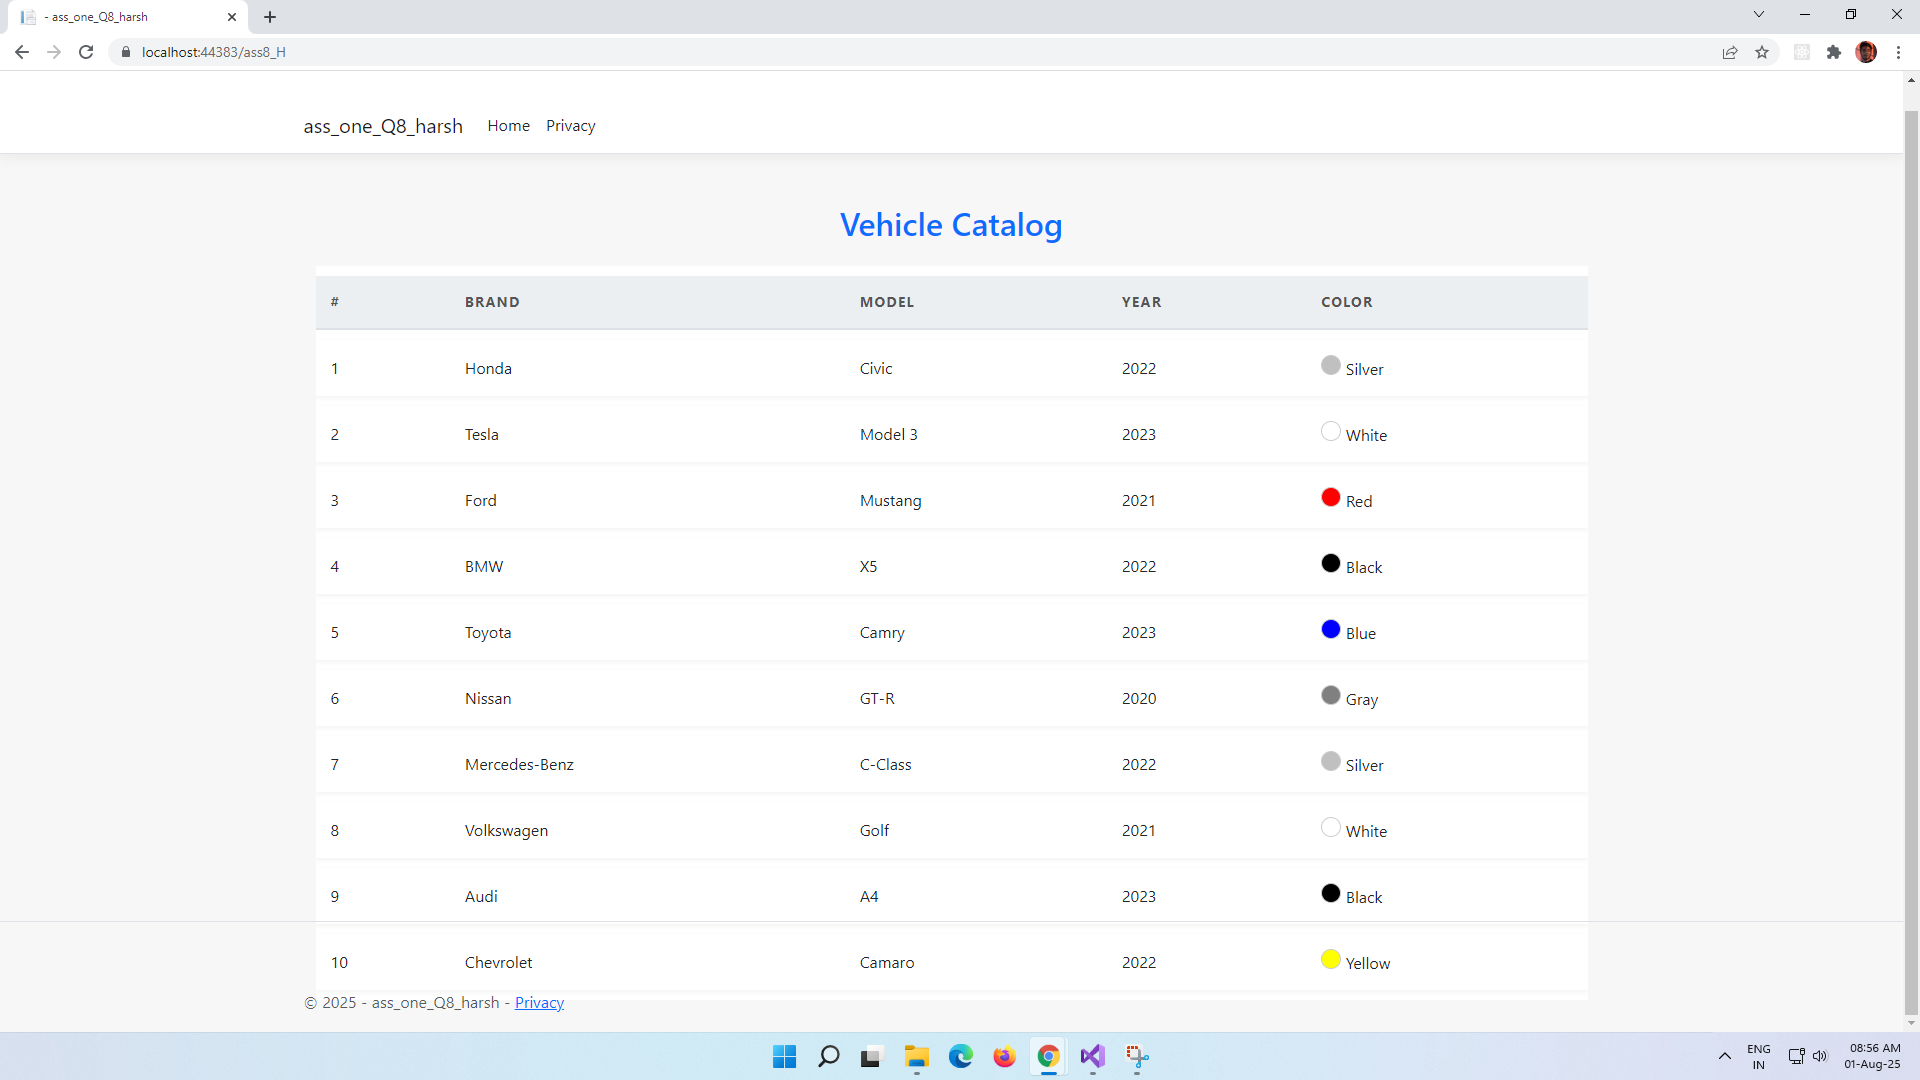 - ass_one_Q8_harsh
localhost:44383/ass8_H
ass_one_Q8_harsh Home Privacy
Vehicle Catalog
# BRAND MODEL YEAR COLOR
1 Honda Civic 2022 Silver
2 Tesla Model 3 2023 White
3 Ford Mustang 2021 Red
4 BMW X5 2022 Black
5 Toyota Camry 2023 Blue
6 Nissan GT-R 2020 Gray
7 Mercedes-Benz C-Class 2022 Silver
8 Volkswagen Golf 2021 White
9 Audi A4 2023 Black
10 Chevrolet Camaro 2022 Yellow
© 2025 - ass_one_Q8_harsh - Privacy
ENG 08:56 AM
IN 01-Aug-25